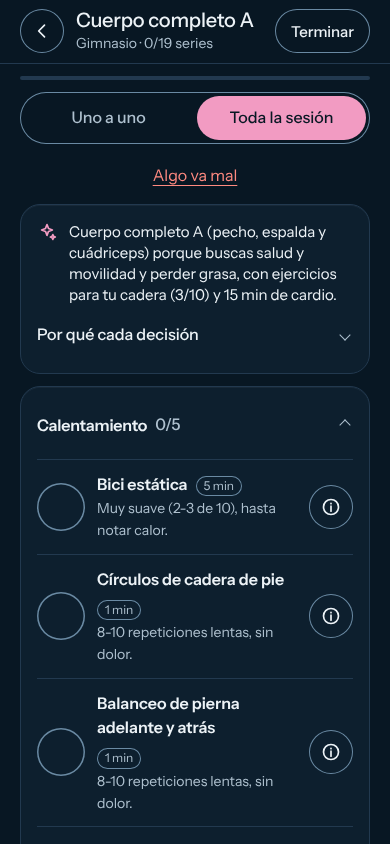 Cuerpo completo A
Gimnasio · 0/19 series
Terminar
Uno a uno
Toda la sesión
Algo va mal
Cuerpo completo A (pecho, espalda y
cuádriceps) porque buscas salud y
movilidad y perder grasa, con ejercicios
para tu cadera (3/10) y 15 min de cardio.
Por qué cada decisión
Calentamiento 0/5
Bici estática 5 min
Muy suave (2-3 de 10), hasta
notar calor.
Círculos de cadera de pie
1 min
8-10 repeticiones lentas, sin
dolor.
Balanceo de pierna
adelante y atrás
1 min
8-10 repeticiones lentas, sin
dolor.